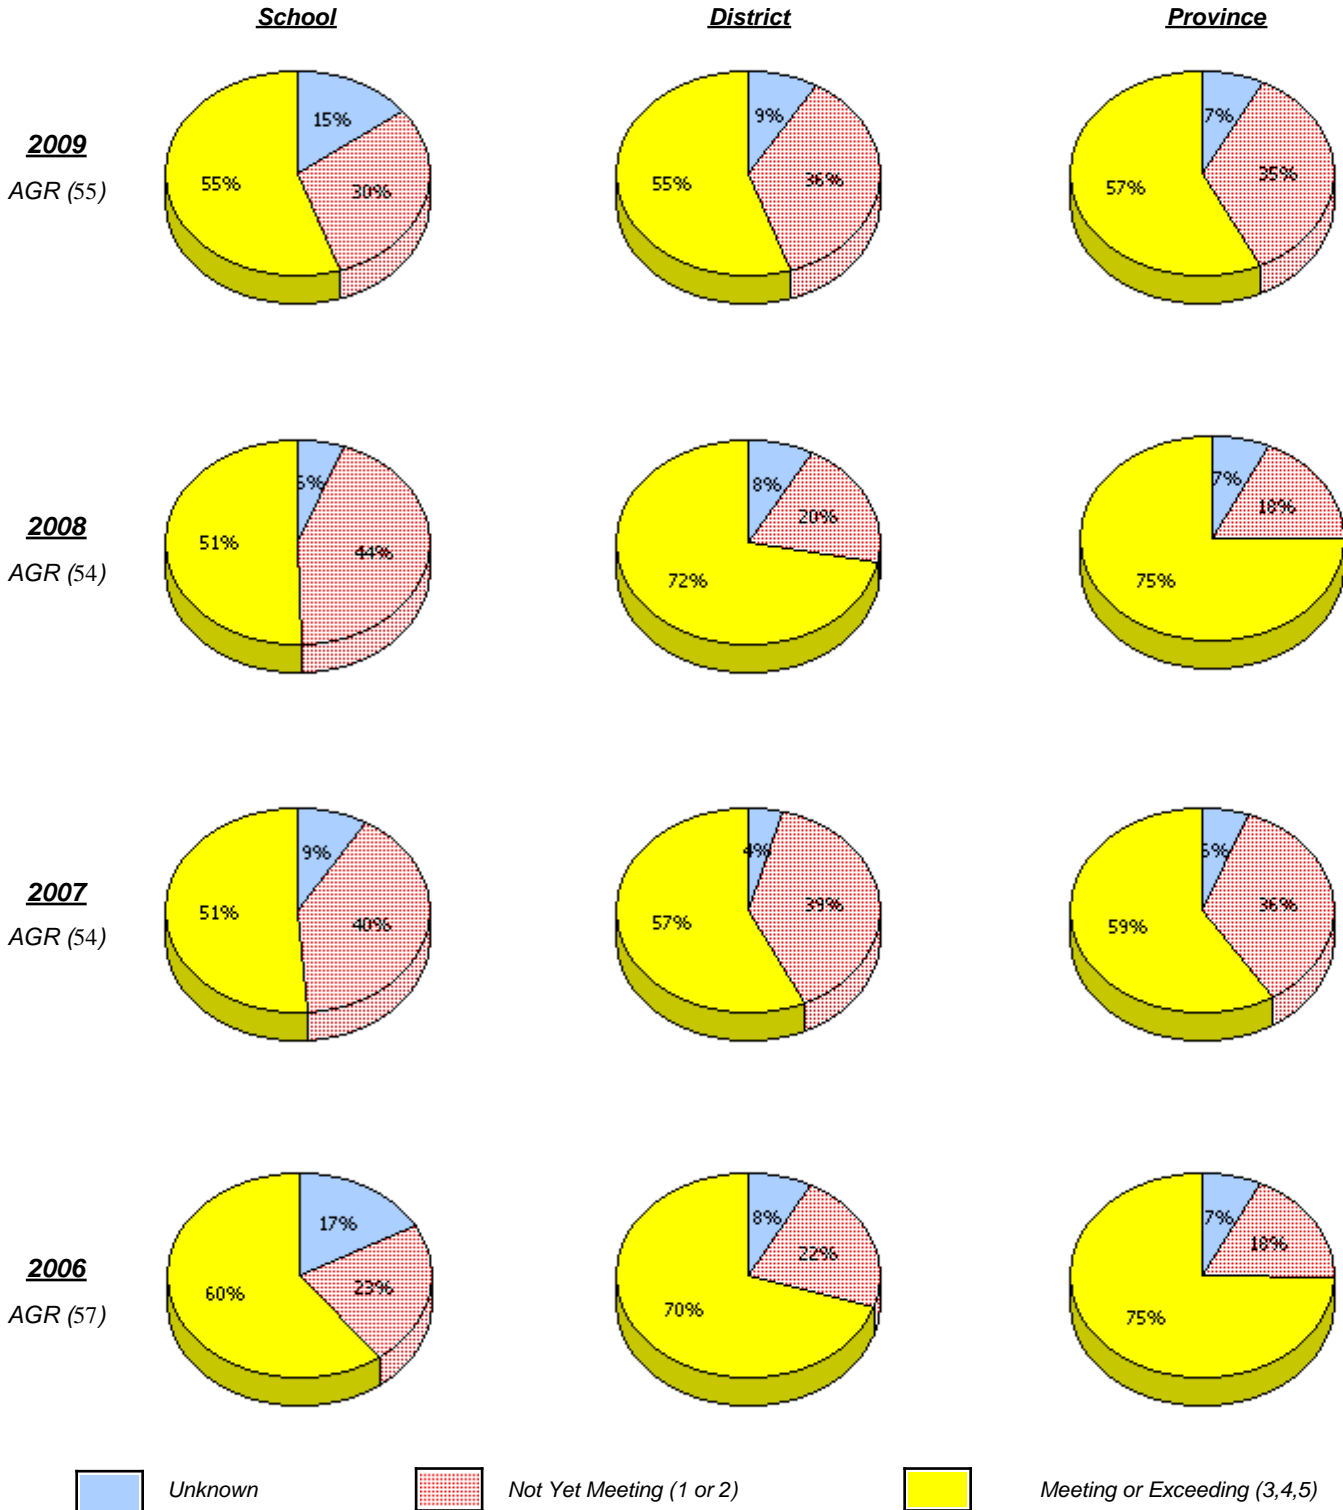 School District Province
2009
AGR (55)
15% 30% 55%
9% 36% 55%
7% 35% 57%
2008
AGR (54)
44% 51%
8% 20% 72%
7% 18% 75%
2007
AGR (54)
9% 40% 51%
4% 39% 57%
36% 59%
2006
AGR (57)
17% 23% 60%
8% 22% 70%
7% 18% 75%
Unknown Not Yet Meeting (1 or 2) Meeting or Exceeding (3,4,5)